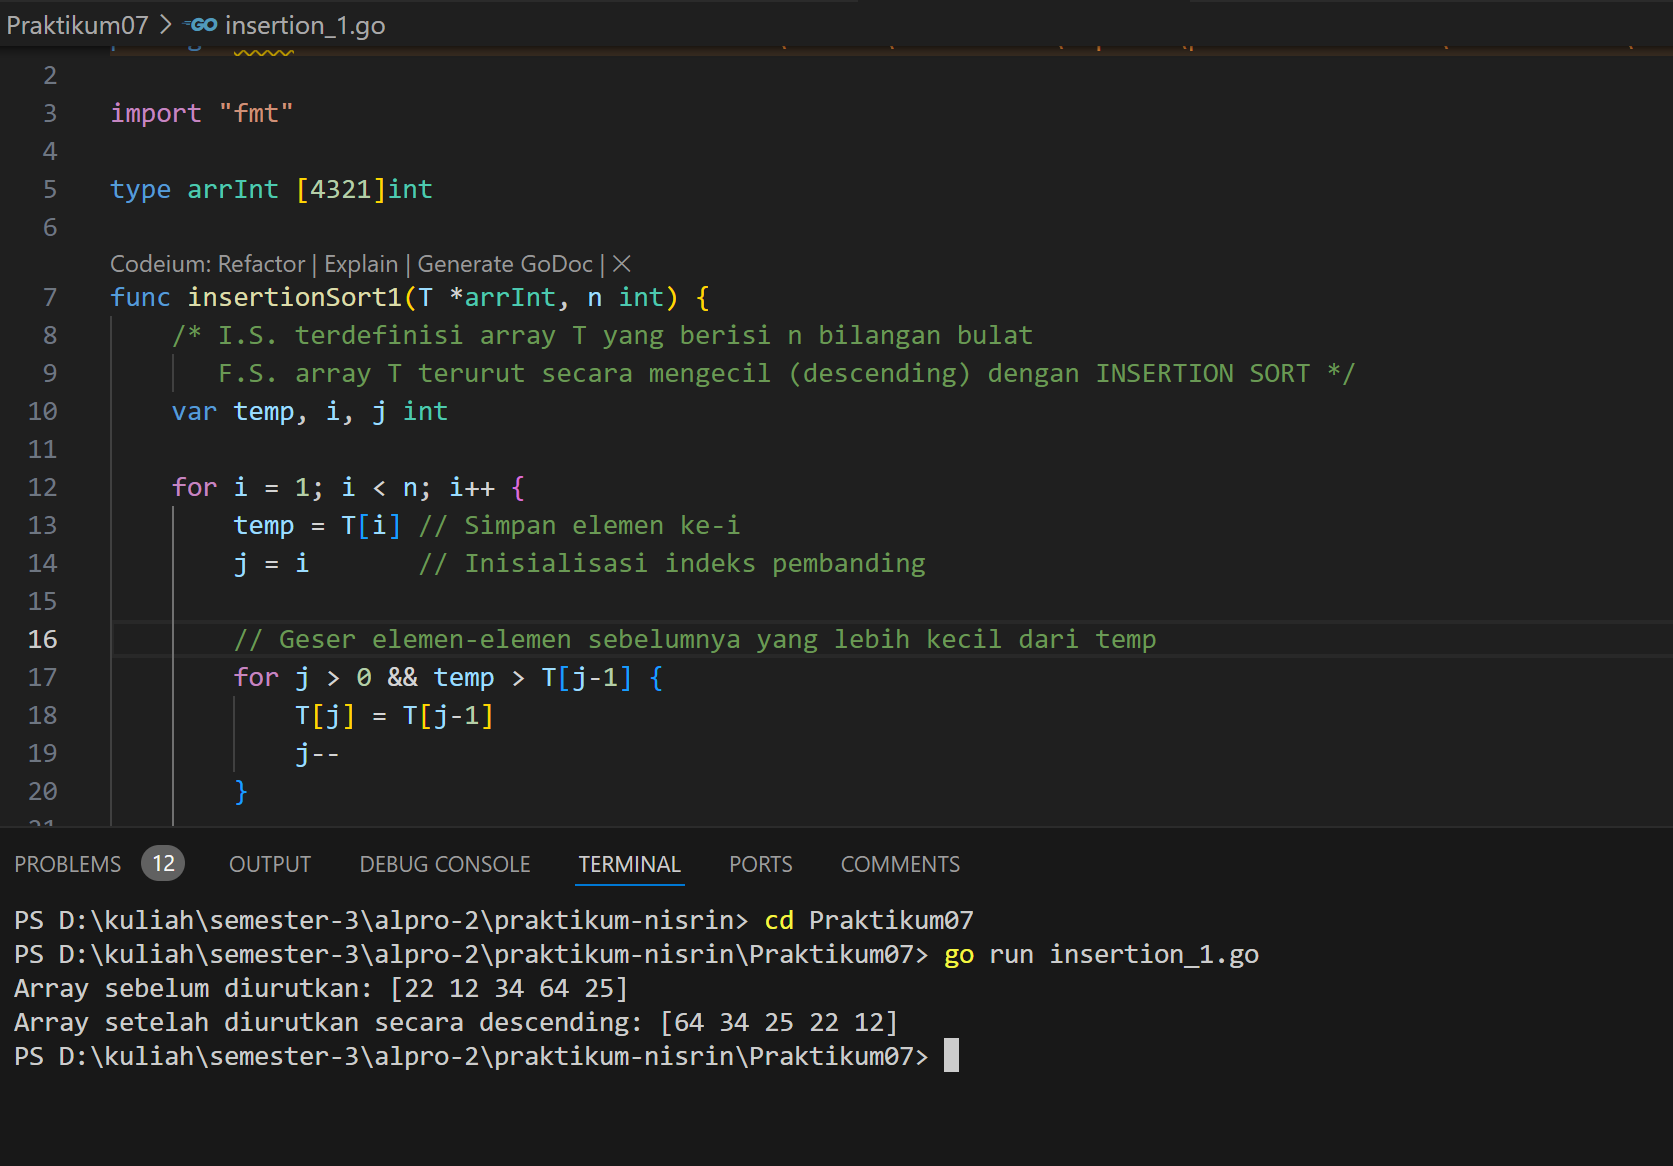 Praktikum07 > GO insertion_1.go
2
3 import "fmt"
4
5 type arrInt [4321]int
6
Codeium: Refactor | Explain | Generate GoDoc | ×
7 func insertionSort1(T *arrInt, n int) {
8 /* I.S. terdefinisi array T yang berisi n bilangan bulat
9 F.S. array T terurut secara mengecil (descending) dengan INSERTION SORT */
10 var temp, i, j int
11
12 for i = 1; i < n; i++ {
13 temp = T[i] // Simpan elemen ke-i
14 j = i // Inisialisasi indeks pembanding
15
16 // Geser elemen-elemen sebelumnya yang lebih kecil dari temp
17 for j > 0 && temp > T[j-1] {
18 T[j] = T[j-1]
19 j--
20 }
PROBLEMS 12 OUTPUT DEBUG CONSOLE TERMINAL PORTS COMMENTS
PS D:\kuliah\semester-3\alpro-2\praktikum-nisrin> cd Praktikum07
PS D:\kuliah\semester-3\alpro-2\praktikum-nisrin\Praktikum07> go run insertion_1.go
Array sebelum diurutkan: [22 12 34 64 25]
Array setelah diurutkan secara descending: [64 34 25 22 12]
PS D:\kuliah\semester-3\alpro-2\praktikum-nisrin\Praktikum07>